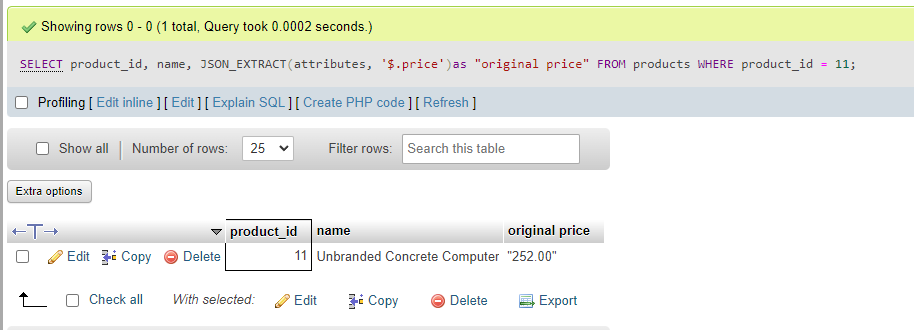 Showing rows 0 - 0 (1 total, Query took 0.0002 seconds.)
SELECT product_id, name, JSON_EXTRACT(attributes, '$.price')as "original price" FROM products WHERE product_id = 11;
Profiling [ Edit inline ] [ Edit ] [ Explain SQL ] [ Create PHP code ] [ Refresh ]
Show all Number of rows: 25 Filter rows: Search this table
Extra options
product_id name original price
Edit Copy Delete 11 Unbranded Concrete Computer "252.00"
Check all With selected: Edit Copy Delete Export